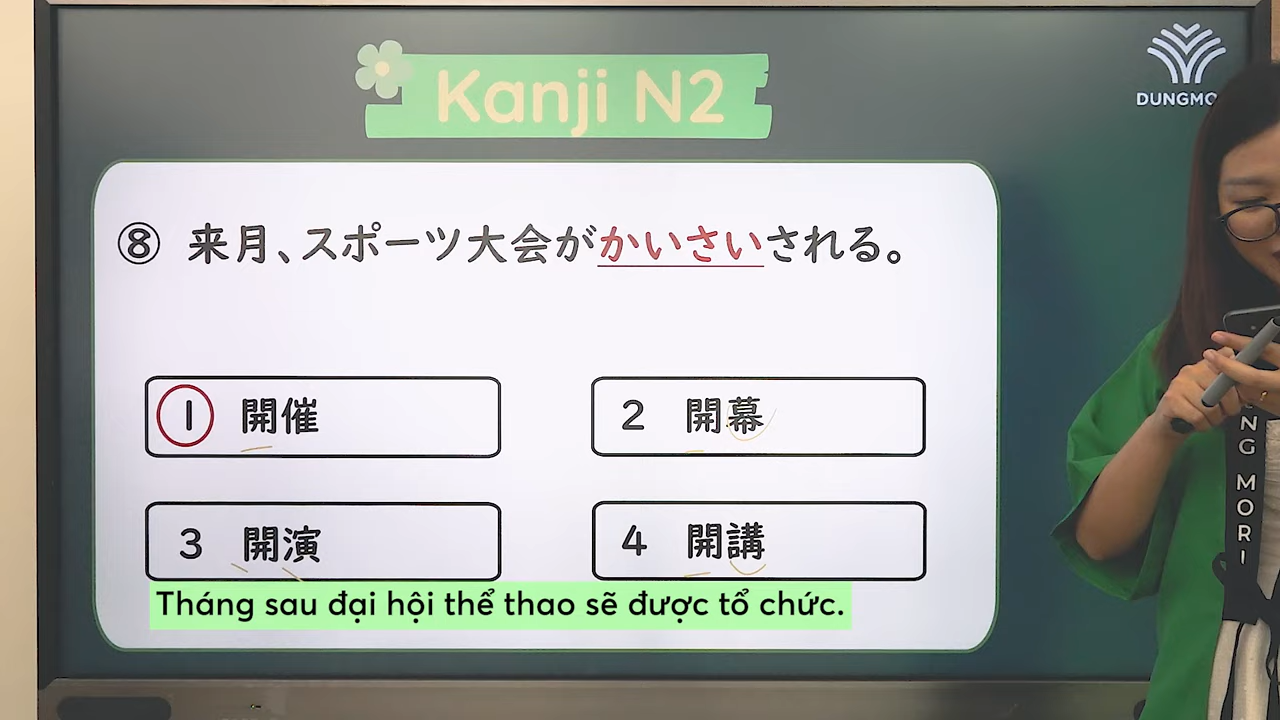 Kanji N2
DUNGMO
⑧ 来月、スポーツ大会がかいさいされる。
1 開催
2 開幕
3 開演
4 開講
Tháng sau đại hội thể thao sẽ được tổ chức.
NG MORI